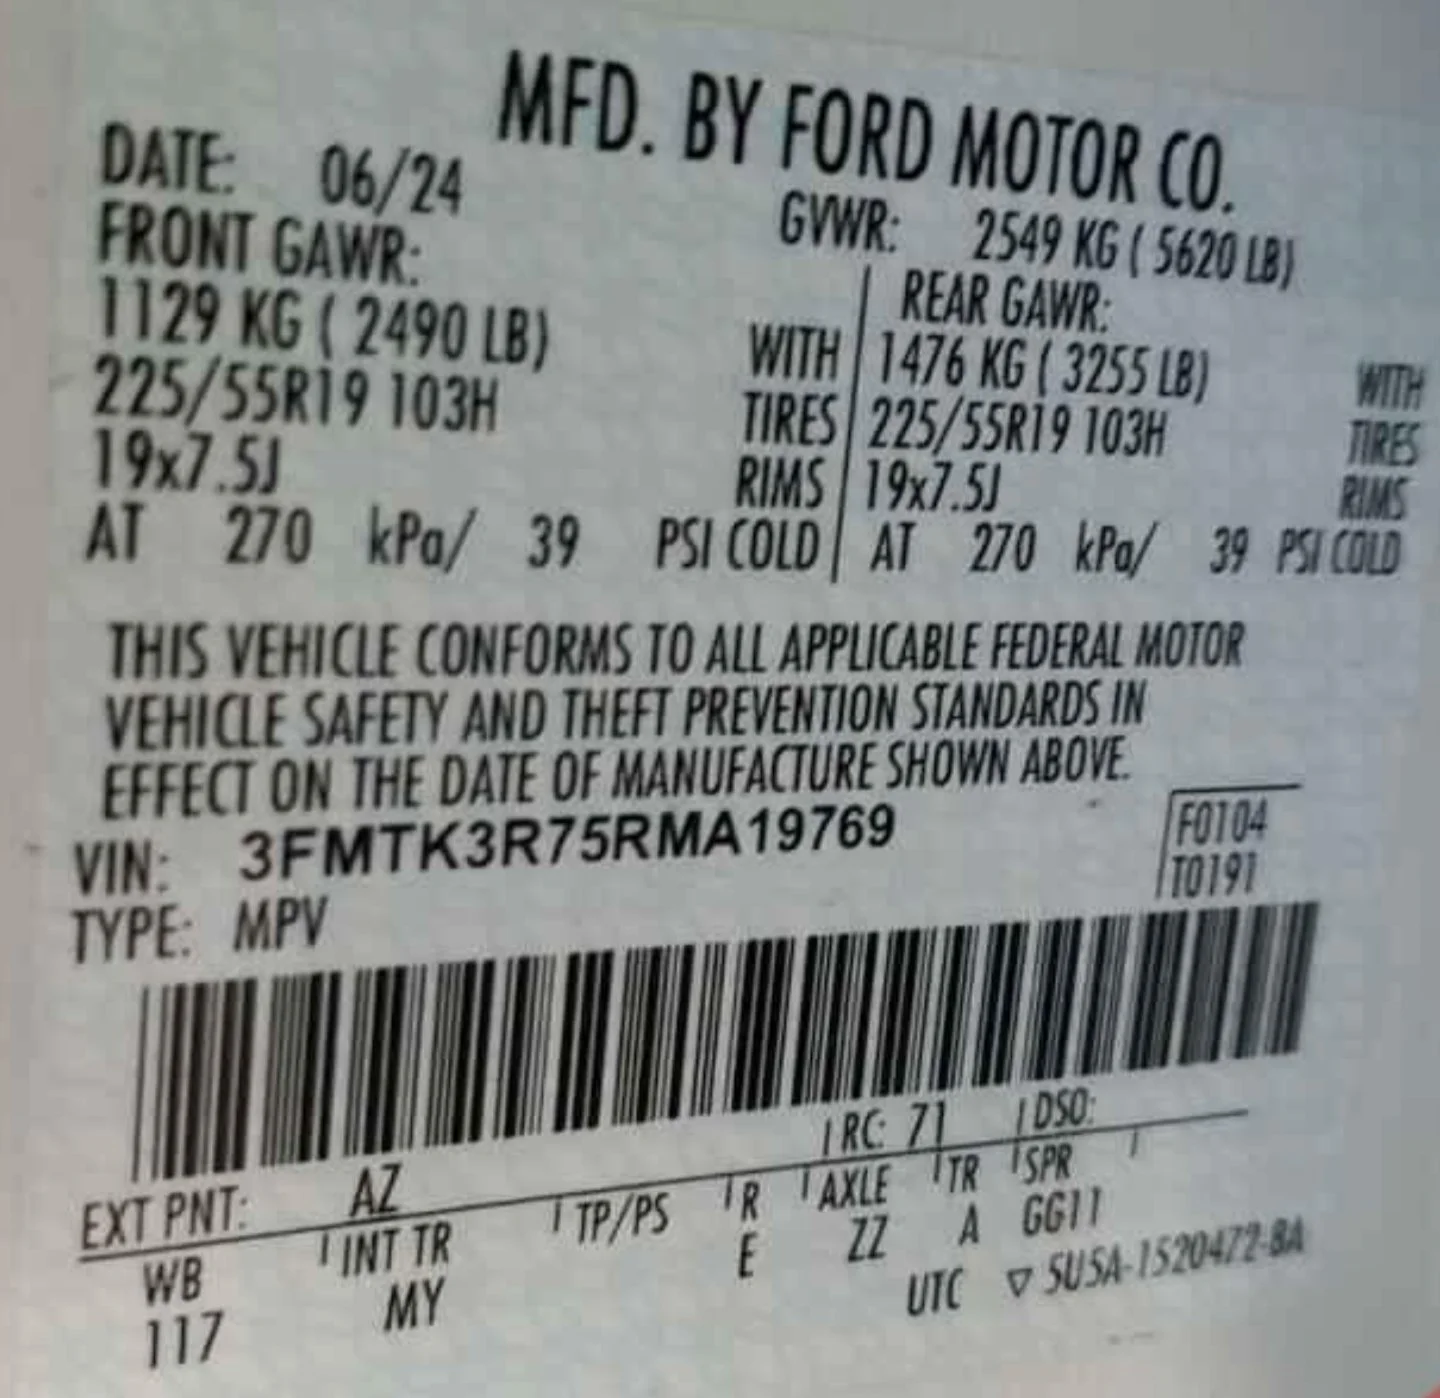 MFD. BY FORD MOTOR CO.
DATE: 06/24 GVWR: 2549 KG ( 5620 LB)
FRONT GAWR: REAR GAWR:
1129 KG ( 2490 LB) WITH 1476 KG ( 3255 LB) WITH
225/55R19 103H TIRES 225/55R19 103H TIRES
19x7.5J RIMS 19x7.5J RIMS
AT 270 kPa/ 39 PSI COLD AT 270 kPa/ 39 PSI COLD
THIS VEHICLE CONFORMS TO ALL APPLICABLE FEDERAL MOTOR
VEHICLE SAFETY AND THEFT PREVENTION STANDARDS IN
EFFECT ON THE DATE OF MANUFACTURE SHOWN ABOVE.
VIN: 3FMTK3R75RMA19769 F0104
TYPE: MPV T0191
EXT PNT: AZ RC: 71 DSO:
WB INT TR TP/PS R AXLE TR SPR
117 MY E ZZ A GG11
UTC ▽ SU5A-1520472-BA